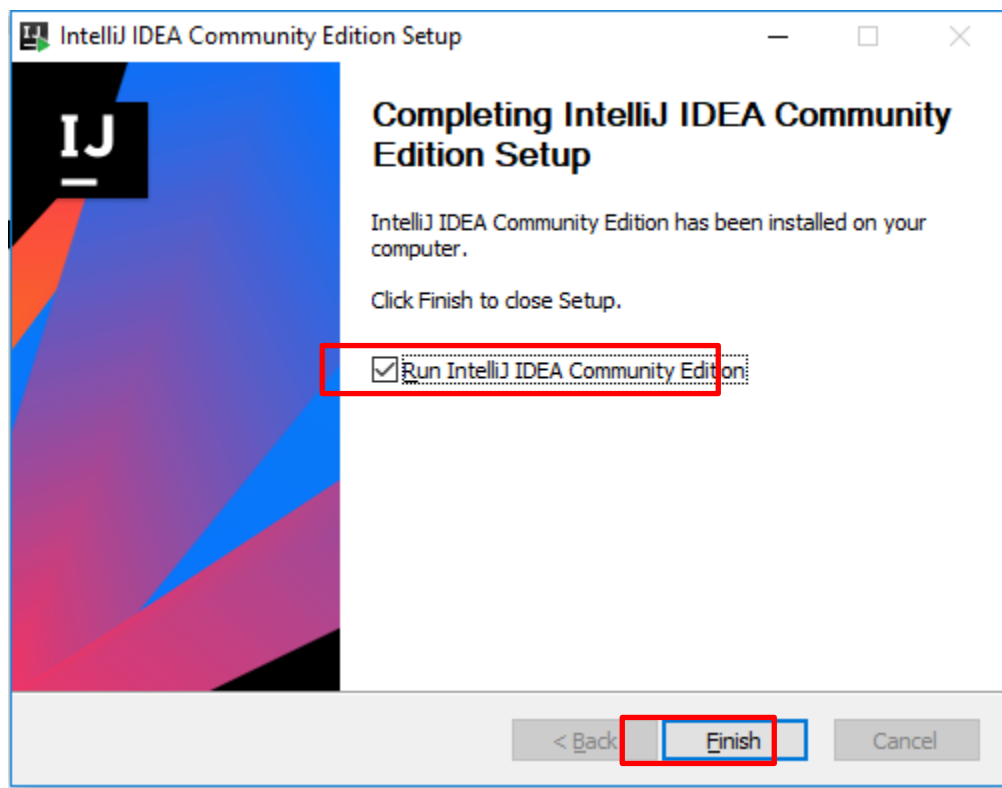 IntelliJ IDEA Community Edition Setup
IJ
Completing IntelliJ IDEA Community
Edition Setup
IntelliJ IDEA Community Edition has been installed on your
computer.
Click Finish to close Setup.
Run IntelliJ IDEA Community Edition
< Back
Finish
Cancel